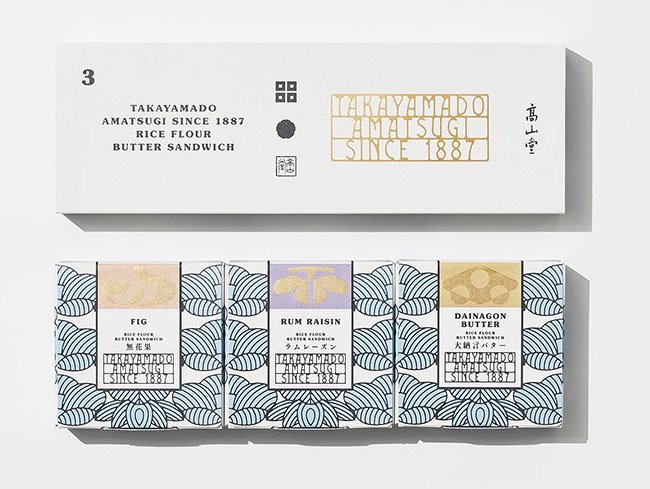 3
TAKAYAMADO
AMATSUGI SINCE 1887
RICE FLOUR
BUTTER SANDWICH
TAKAYAMADO
AMATSUGI
SINCE 1887
高山堂
FIG
RICE FLOUR
BUTTER SANDWICH
無花果
TAKAYAMADO
AMATSUGI
SINCE 1887
RUM RAISIN
RICE FLOUR
BUTTER SANDWICH
ラムレーズン
TAKAYAMADO
AMATSUGI
SINCE 1887
DAINAGON
BUTTER
RICE FLOUR
BUTTER SANDWICH
大納言バター
TAKAYAMADO
AMATSUGI
SINCE 1887